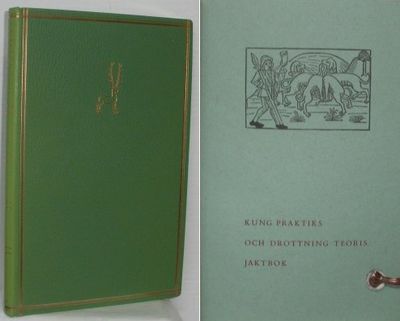 KUNG PRAKTIKS
OCH DROTTNING TEORIS
JAKTBOK